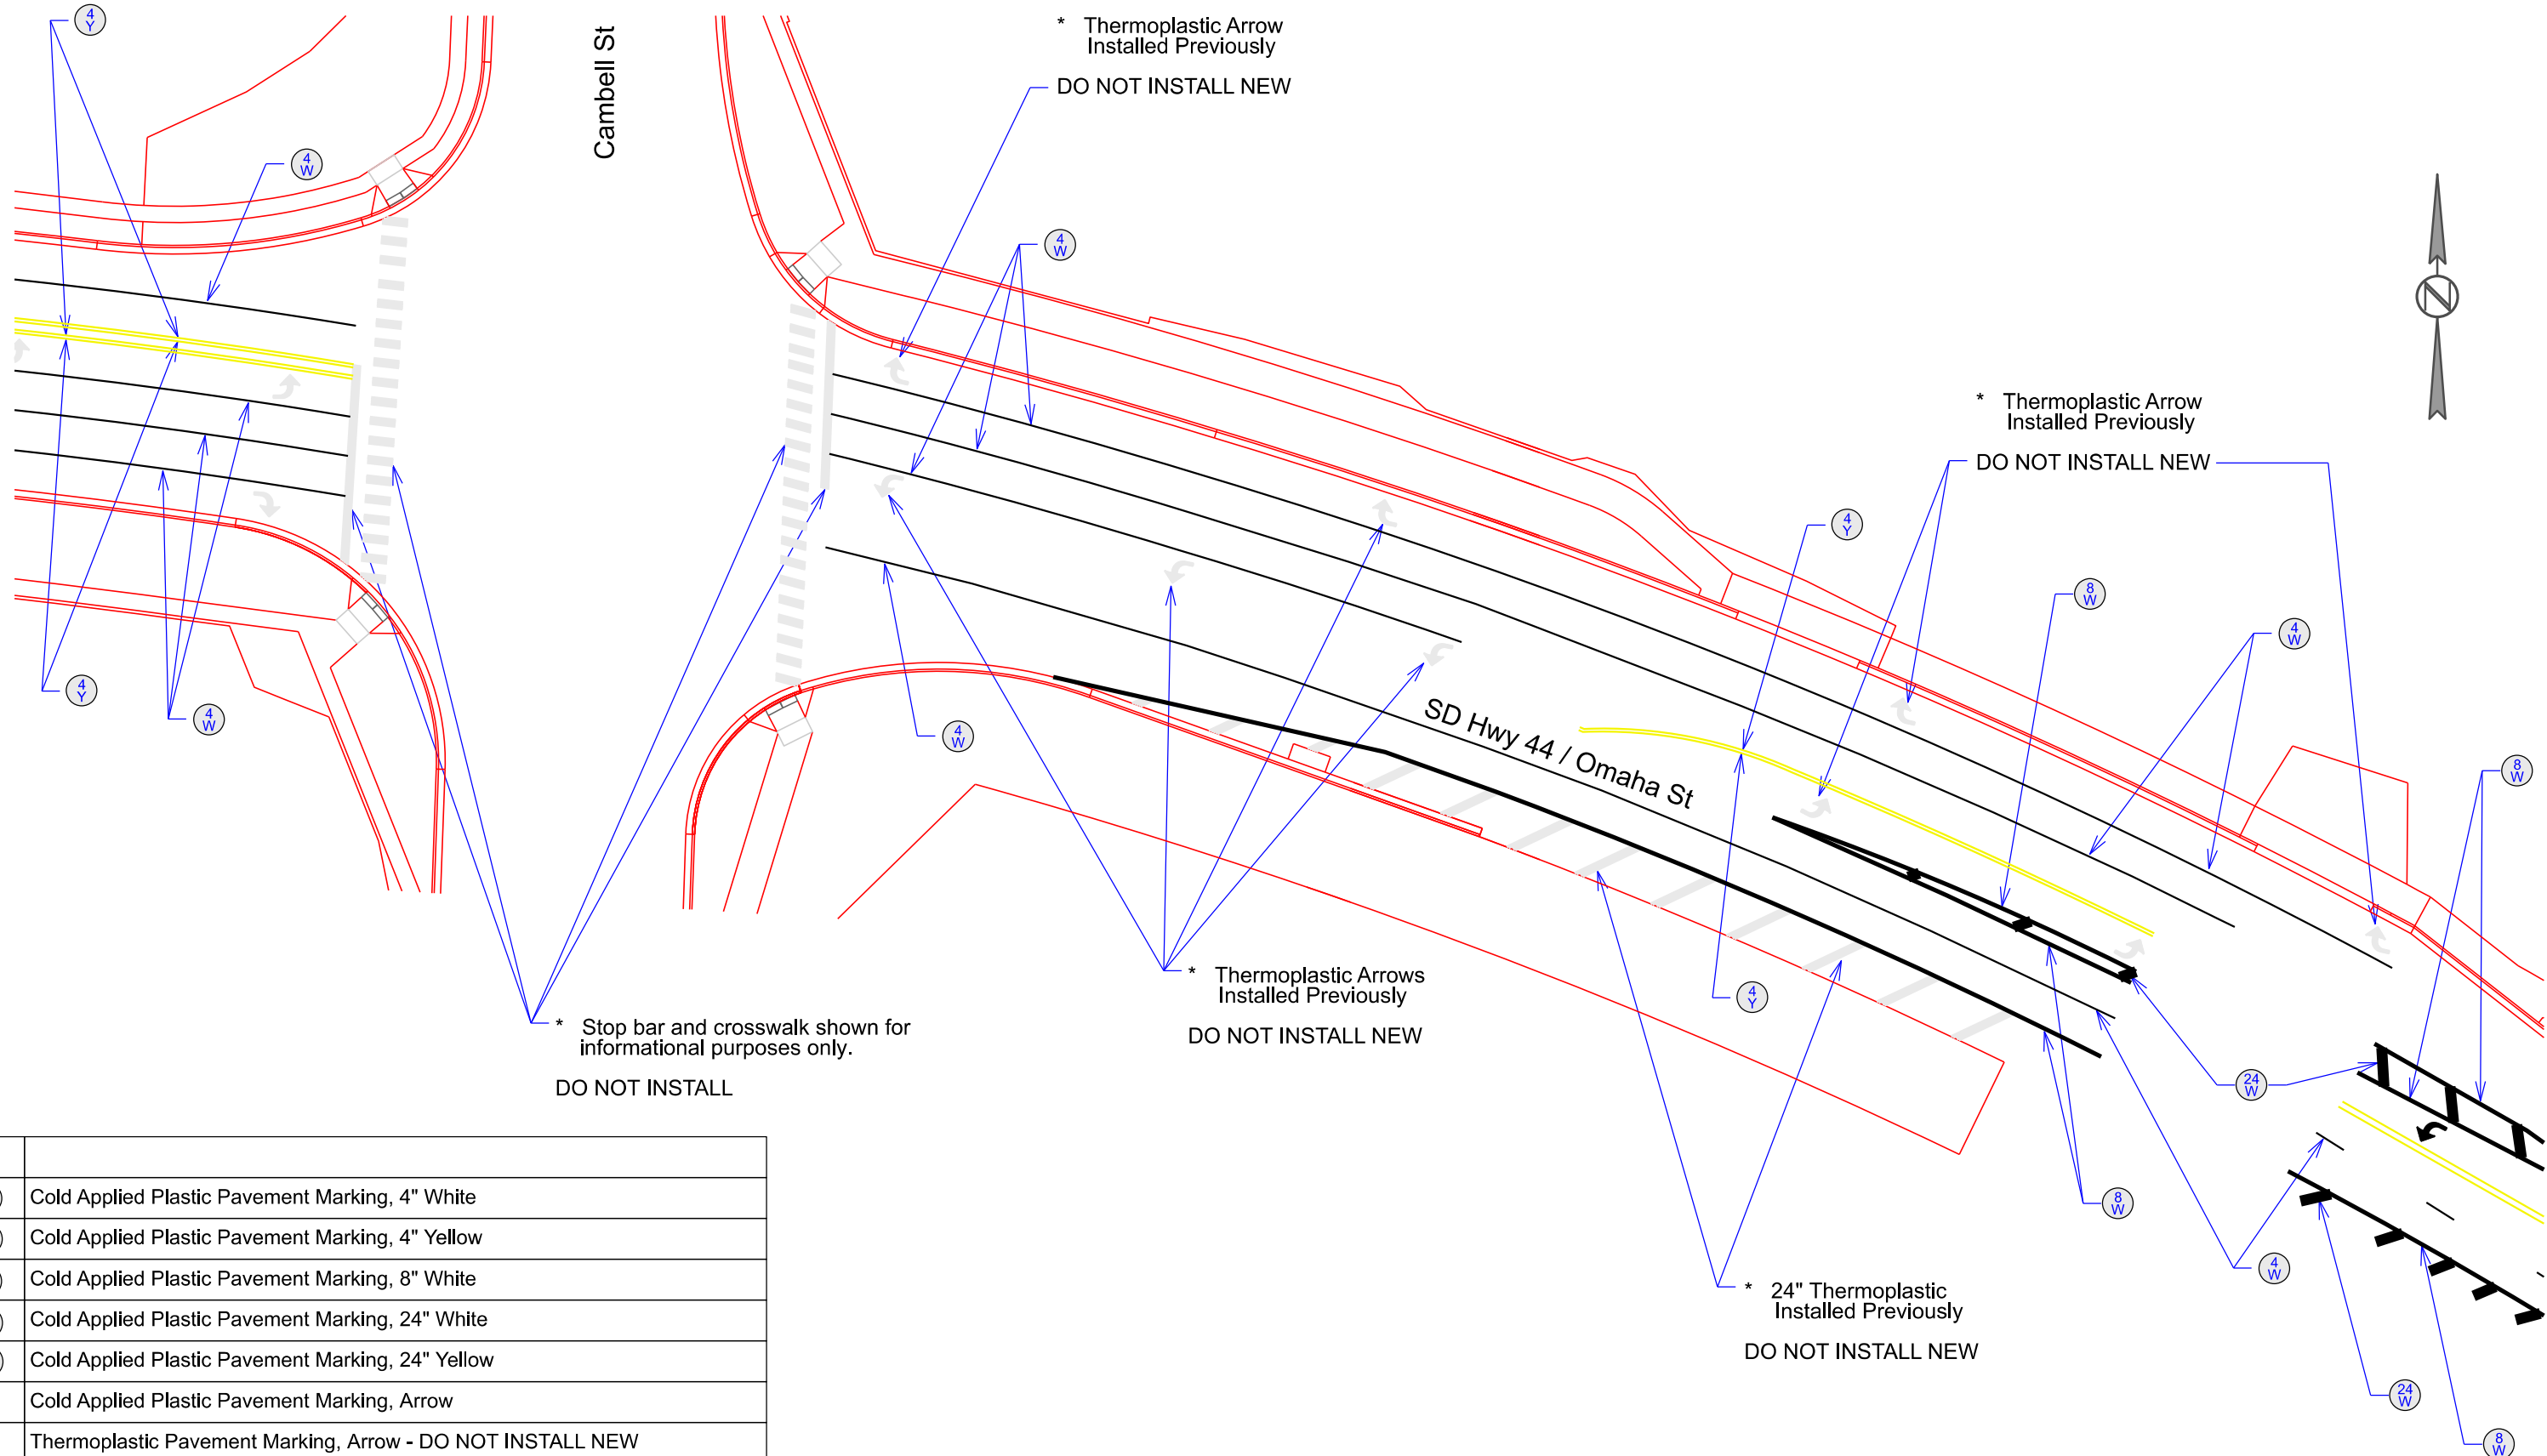 4
Y
Cambell St
* Thermoplastic Arrow
Installed Previously
DO NOT INSTALL NEW
4
W
4
W
N
* Thermoplastic Arrow
Installed Previously
DO NOT INSTALL NEW
4
Y
8
W
4
W
4
Y
4
W
4
W
SD Hwy 44 / Omaha St
8
W
* Thermoplastic Arrows
Installed Previously
DO NOT INSTALL NEW
4
Y
* Stop bar and crosswalk shown for
informational purposes only.
DO NOT INSTALL
24
W
8
W
4
W
* 24" Thermoplastic
Installed Previously
DO NOT INSTALL NEW
24
W
8
W
Cold Applied Plastic Pavement Marking, 4" White
Cold Applied Plastic Pavement Marking, 4" Yellow
Cold Applied Plastic Pavement Marking, 8" White
Cold Applied Plastic Pavement Marking, 24" White
Cold Applied Plastic Pavement Marking, 24" Yellow
Cold Applied Plastic Pavement Marking, Arrow
Thermoplastic Pavement Marking, Arrow - DO NOT INSTALL NEW